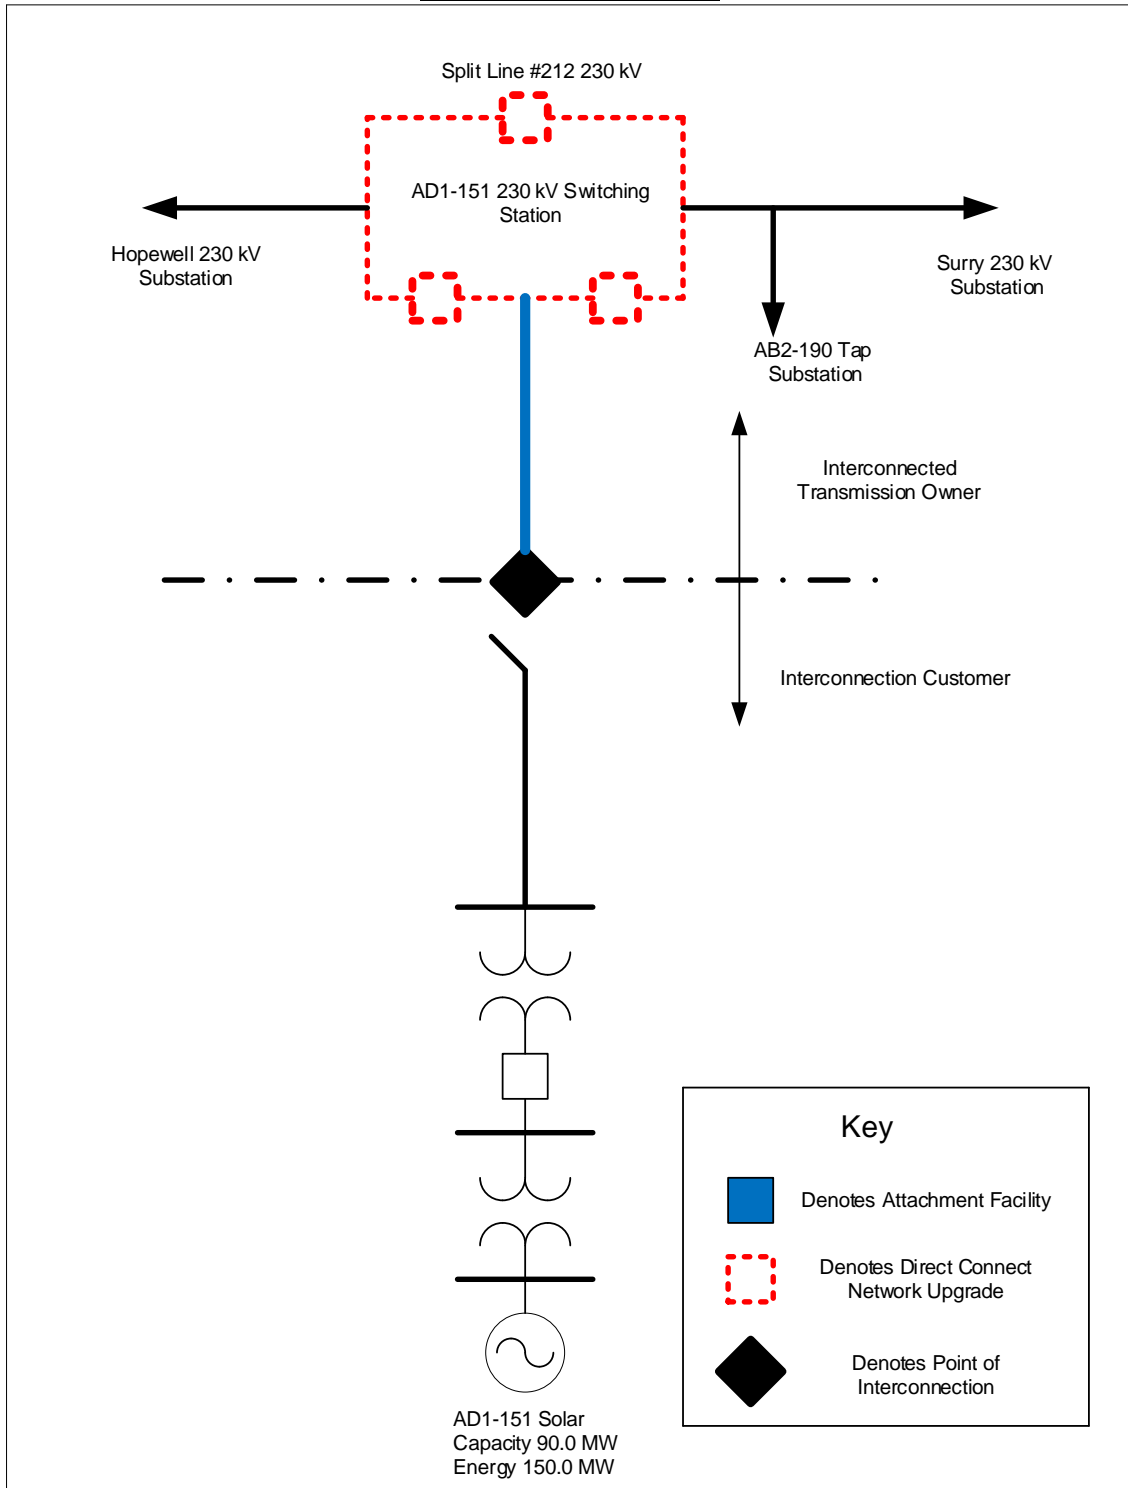 Split Line #212 230 kV
AD1-151 230 kV Switching
Station
Hopewell 230 kV
Substation
Surry 230 kV
Substation
AB2-190 Tap
Substation
Interconnected
Transmission Owner
Interconnection Customer
Key
Denotes Attachment Facility
Denotes Direct Connect
Network Upgrade
Denotes Point of
Interconnection
AD1-151 Solar
Capacity 90.0 MW
Energy 150.0 MW